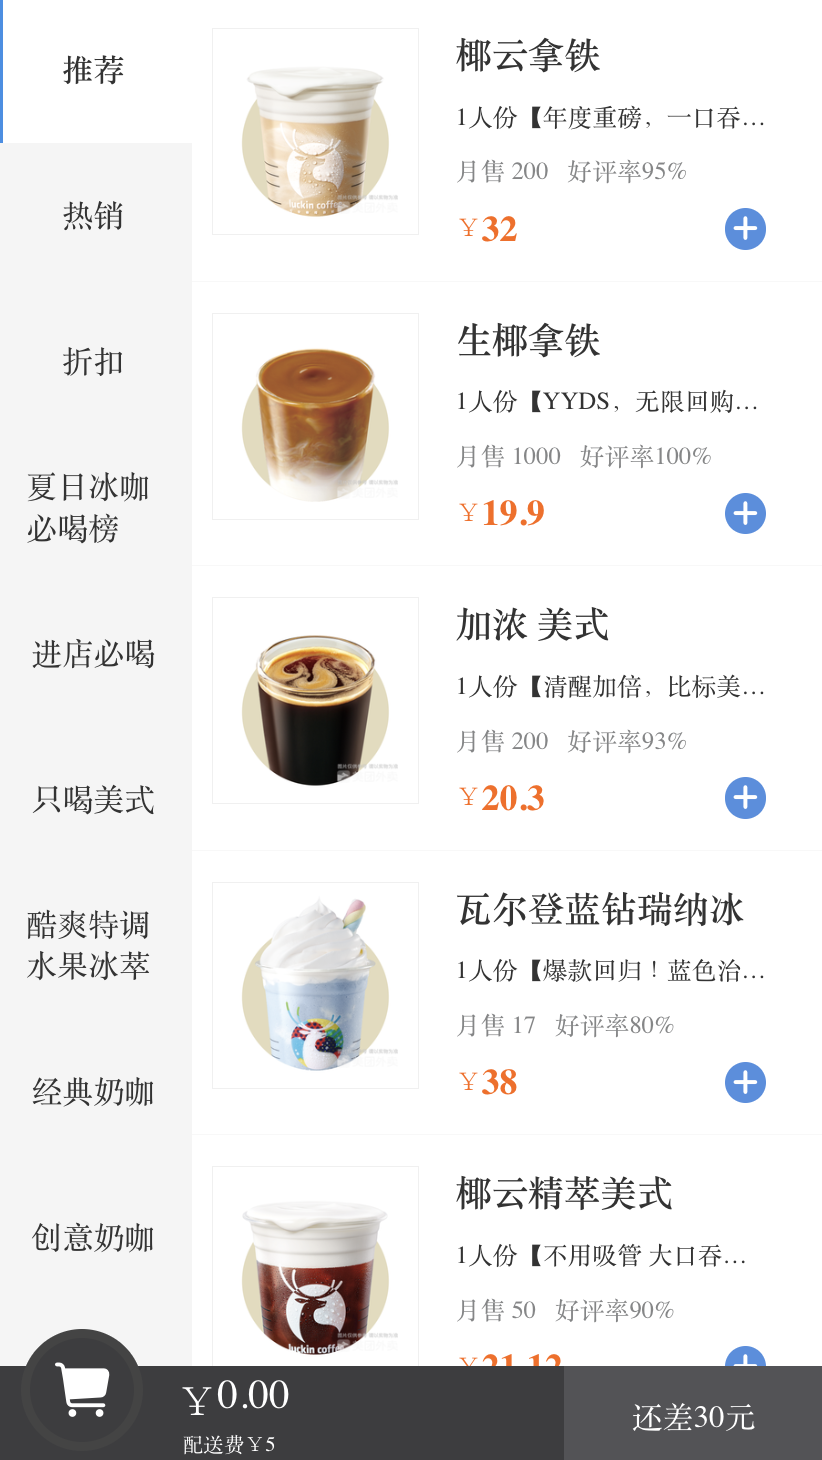 推荐
热销
折扣
夏日冰咖
必喝榜
进店必喝
只喝美式
酷爽特调
水果冰萃
经典奶咖
创意奶咖
椰云拿铁
1人份【年度重磅，一口吞…
月售 200 好评率95%
￥32
luckin coffee
生椰拿铁
1人份【YYDS，无限回购…
月售 1000 好评率100%
￥19.9
加浓 美式
1人份【清醒加倍，比标美…
月售 200 好评率93%
￥20.3
瓦尔登蓝钻瑞纳冰
1人份【爆款回归！蓝色治…
月售 17 好评率80%
￥38
椰云精萃美式
1人份【不用吸管 大口吞…
月售 50 好评率90%
￥21.12
luckin coffee
￥0.00
配送费￥5
还差30元